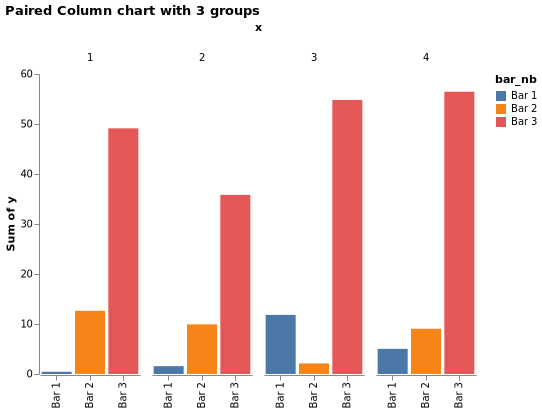 Paired Column chart with 3 groups
x
1 2 3 4
bar_nb
Bar 1
Bar 2
Bar 3
Sum of y
60
50
40
30
20
10
0
Bar 1 Bar 2 Bar 3 Bar 1 Bar 2 Bar 3 Bar 1 Bar 2 Bar 3 Bar 1 Bar 2 Bar 3